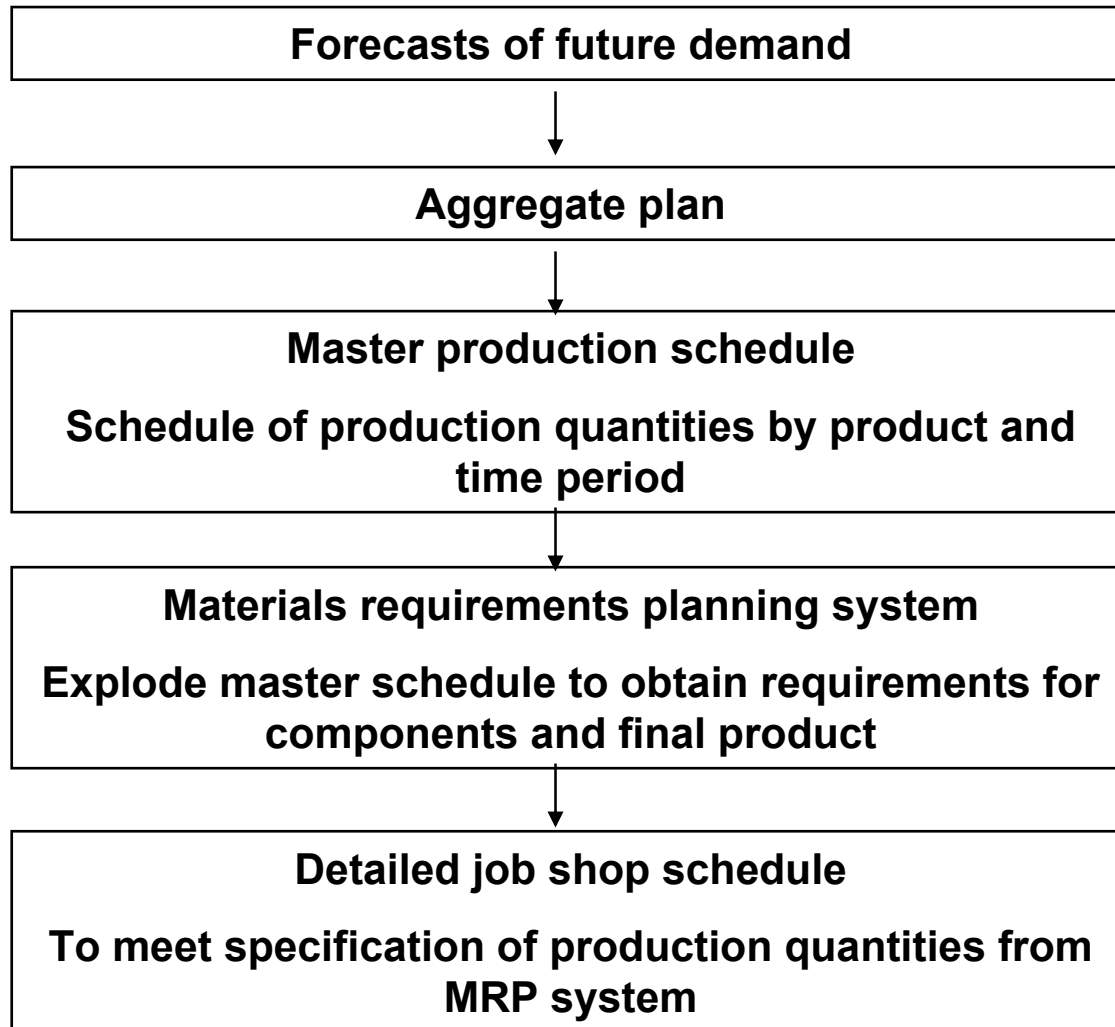 Forecasts of future demand
Aggregate plan
Master production schedule
Schedule of production quantities by product and
time period
Materials requirements planning system
Explode master schedule to obtain requirements for
components and final product
Detailed job shop schedule
To meet specification of production quantities from
MRP system